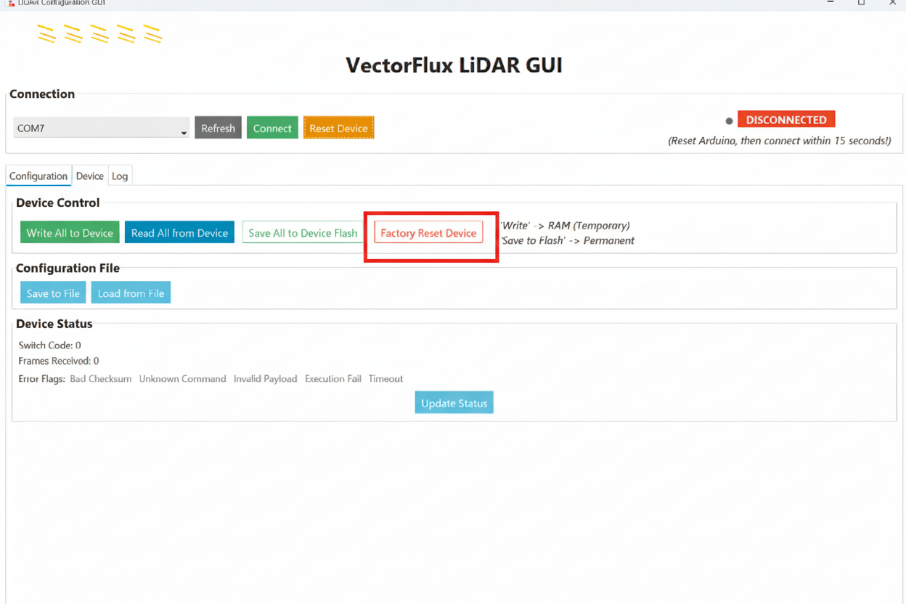 LiDAR Configuration GUI
VectorFlux LiDAR GUI
Connection
COM7
Refresh
Connect
Reset Device
DISCONNECTED
(Reset Arduino, then connect within 15 seconds!)
Configuration
Device
Log
Device Control
Write All to Device
Read All from Device
Save All to Device Flash
Factory Reset Device
'Write' -> RAM (Temporary)
'Save to Flash' -> Permanent
Configuration File
Save to File
Load from File
Device Status
Switch Code: 0
Frames Received: 0
Error Flags: Bad Checksum Unknown Command Invalid Payload Execution Fail Timeout
Update Status